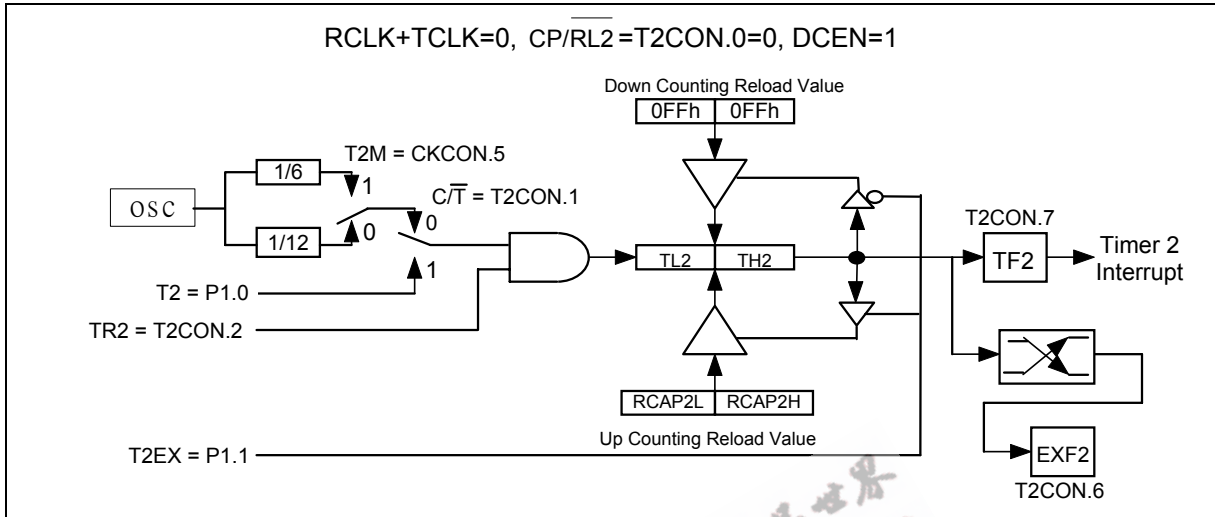 RCLK+TCLK=0, CP/RL2=T2CON.0=0, DCEN=1
Down Counting Reload Value
0FFh 0FFh
T2M = CKCON.5
1/6
1
C/T = T2CON.1
OSC
0
1/12
0
1
T2 = P1.0
TR2 = T2CON.2
TL2 TH2
T2CON.7
TF2
Timer 2
Interrupt
RCAP2L RCAP2H
Up Counting Reload Value
T2EX = P1.1
EXF2
T2CON.6